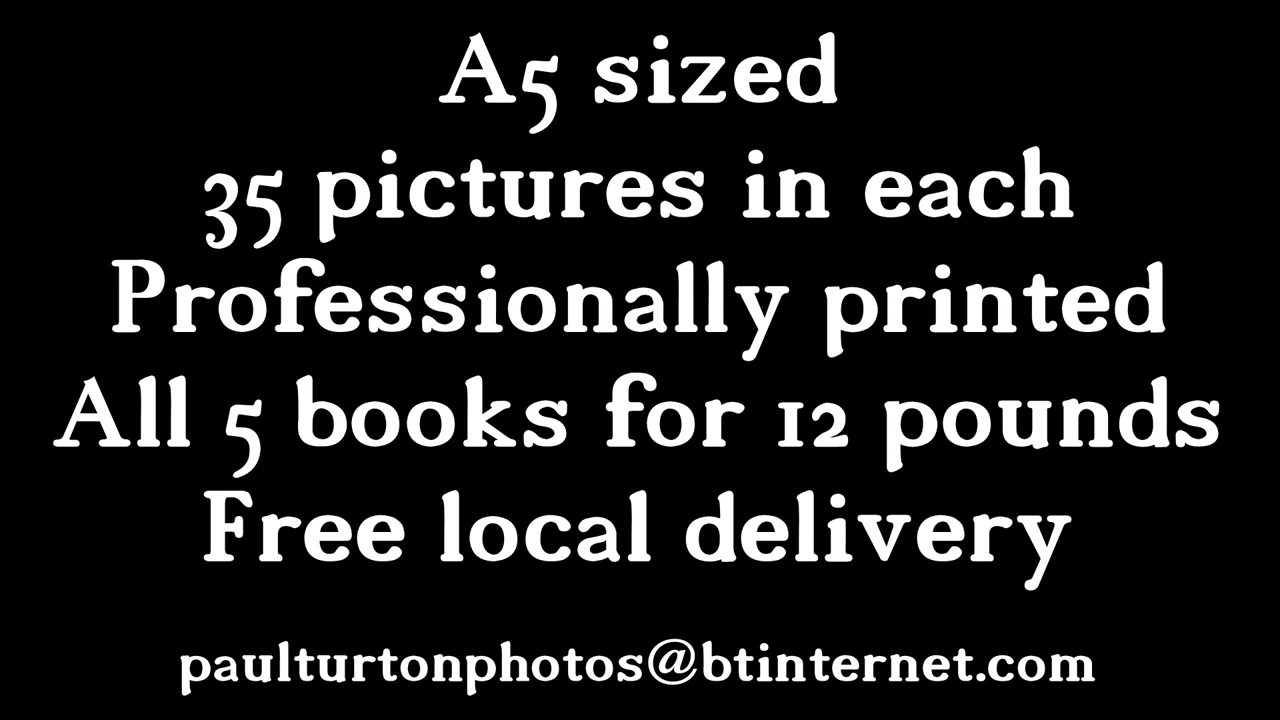 A5 sized
35 pictures in each
Professionally printed
All 5 books for 12 pounds
Free local delivery
paulturtonphotos@btinternet.com